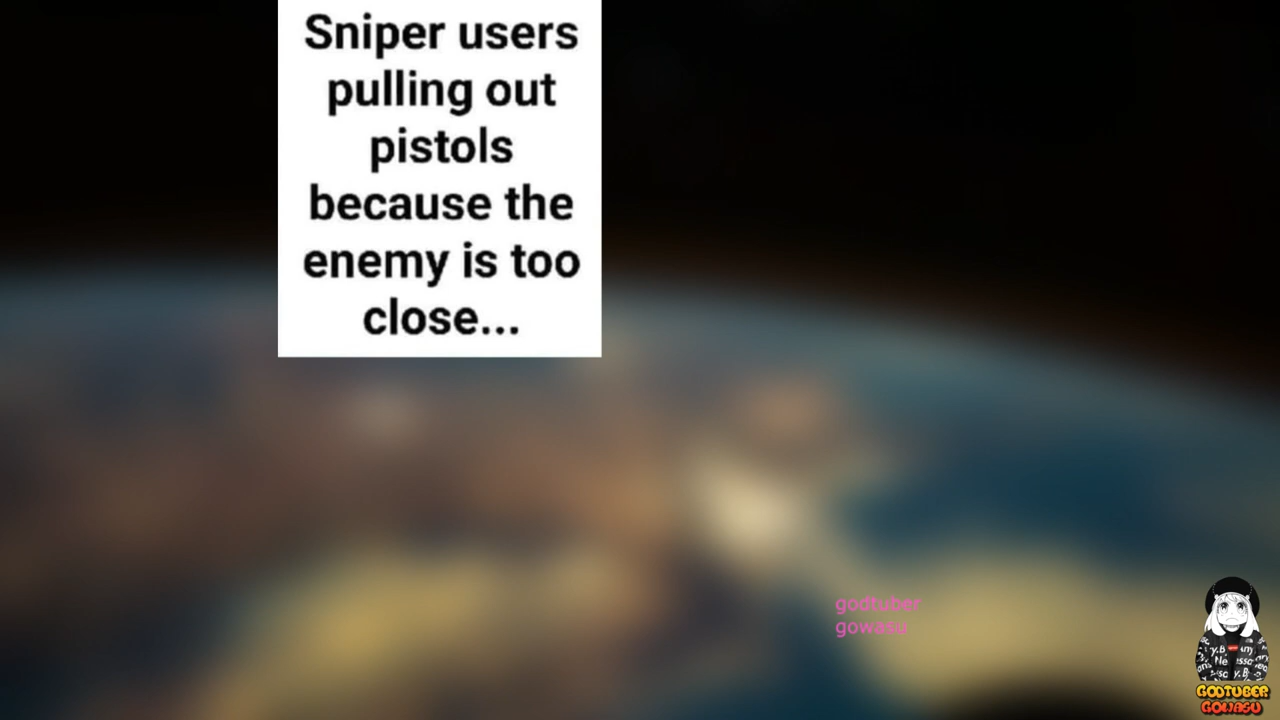 Sniper users
pulling out
pistols
because the
enemy is too
close...
godtuber
gowasu
GODTUBER
GOWASU